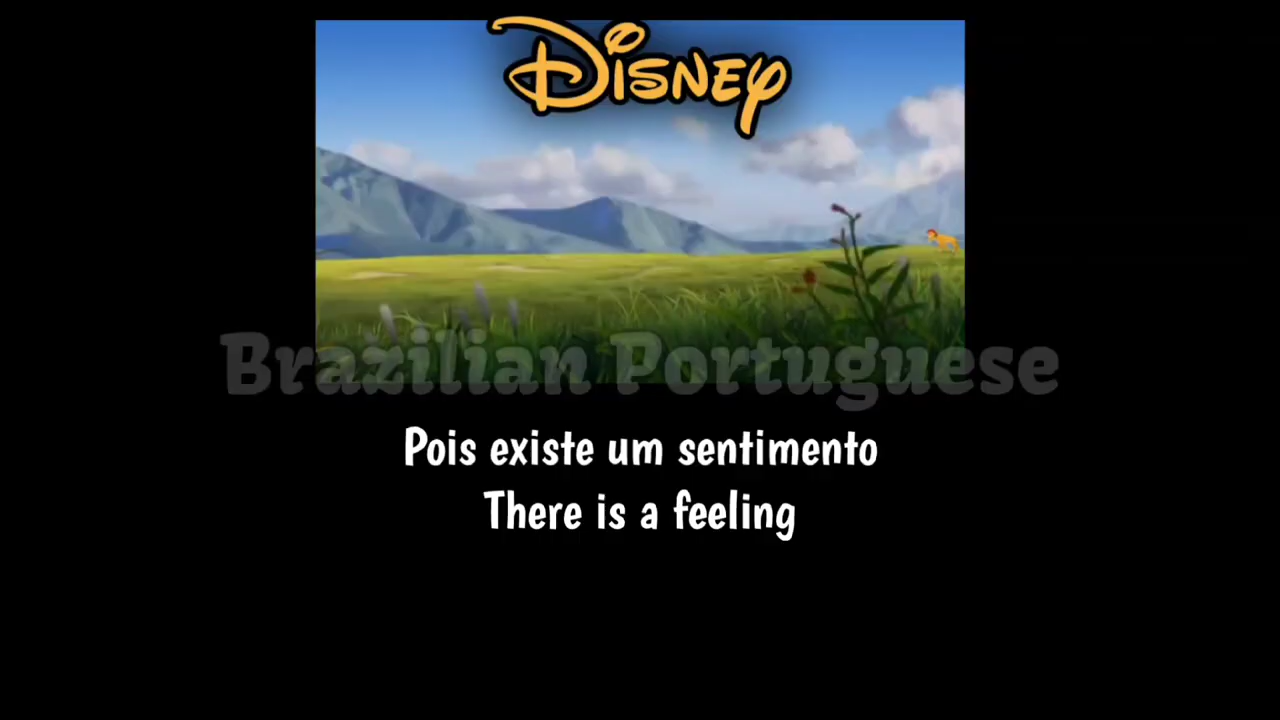 Disney
Brazilian Portuguese
Pois existe um sentimento
There is a feeling